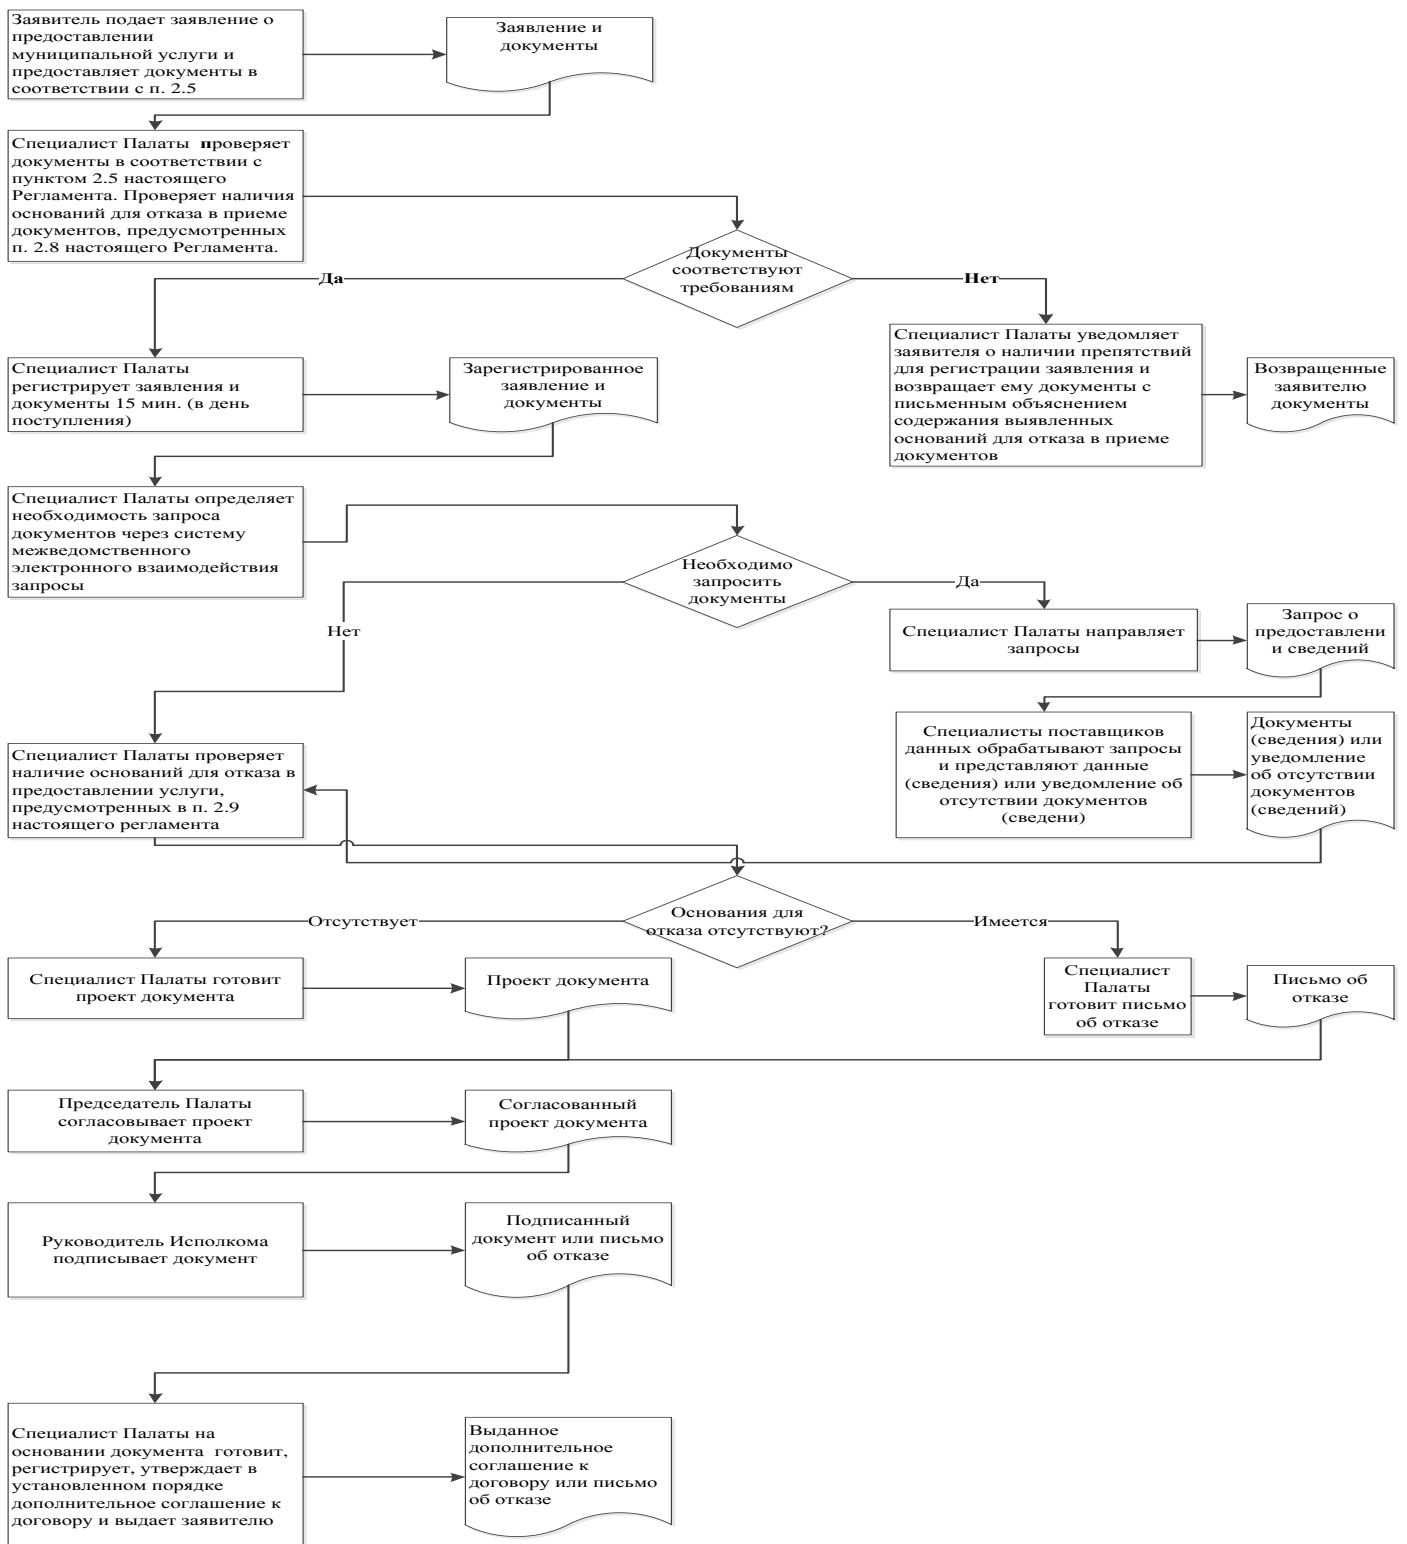 Заявитель подает заявление о
предоставлении
муниципальной услуги и
предоставляет документы в
соответствии с п. 2.5
Заявление и
документы
Специалист Палаты  проверяет
документы в соответствии с
пунктом 2.5 настоящего
Регламента. Проверяет наличия
оснований для отказа в приеме
документов, предусмотренных
п. 2.8 настоящего Регламента.
Документы
соответствуют
требованиям
Да
Нет
Специалист Палаты
регистрирует заявления и
документы 15 мин. (в день
поступления)
Зарегистрированное
заявление и
документы
Специалист Палаты уведомляет
заявителя о наличии препятствий
для регистрации заявления и
возвращает ему документы с
письменным объяснением
содержания выявленных
оснований для отказа в приеме
документов
Возвращенные
заявителю
документы
Специалист Палаты определяет
необходимость запроса
документов через систему
межведомственного
электронного взаимодействия
запросы
Необходимо
запросить
документы
Да
Нет
Специалист Палаты направляет
запросы
Запрос о
предоставлени
и сведений
Специалист Палаты проверяет
наличие оснований для отказа в
предоставлении услуги,
предусмотренных в п. 2.9
настоящего регламента
Специалисты поставщиков
данных обрабатывают запросы
и представляют данные
(сведения) или уведомление об
отсутствии документов
(сведени)
Документы
(сведения) или
уведомление
об отсутствии
документов
(сведений)
Основания для
отказа отсутствуют?
Отсутствует
Имеется
Специалист Палаты готовит
проект документа
Проект документа
Специалист
Палаты
готовит письмо
об отказе
Письмо об
отказе
Председатель Палаты
согласовывает проект
документа
Согласованный
проект документа
Руководитель Исполкома
подписывает документ
Подписанный
документ или письмо
об отказе
Специалист Палаты на
основании документа  готовит,
регистрирует, утверждает в
установленном порядке
дополнительное соглашение к
договору и выдает заявителю
Выданное
дополнительное
соглашение к
договору или письмо
об отказе